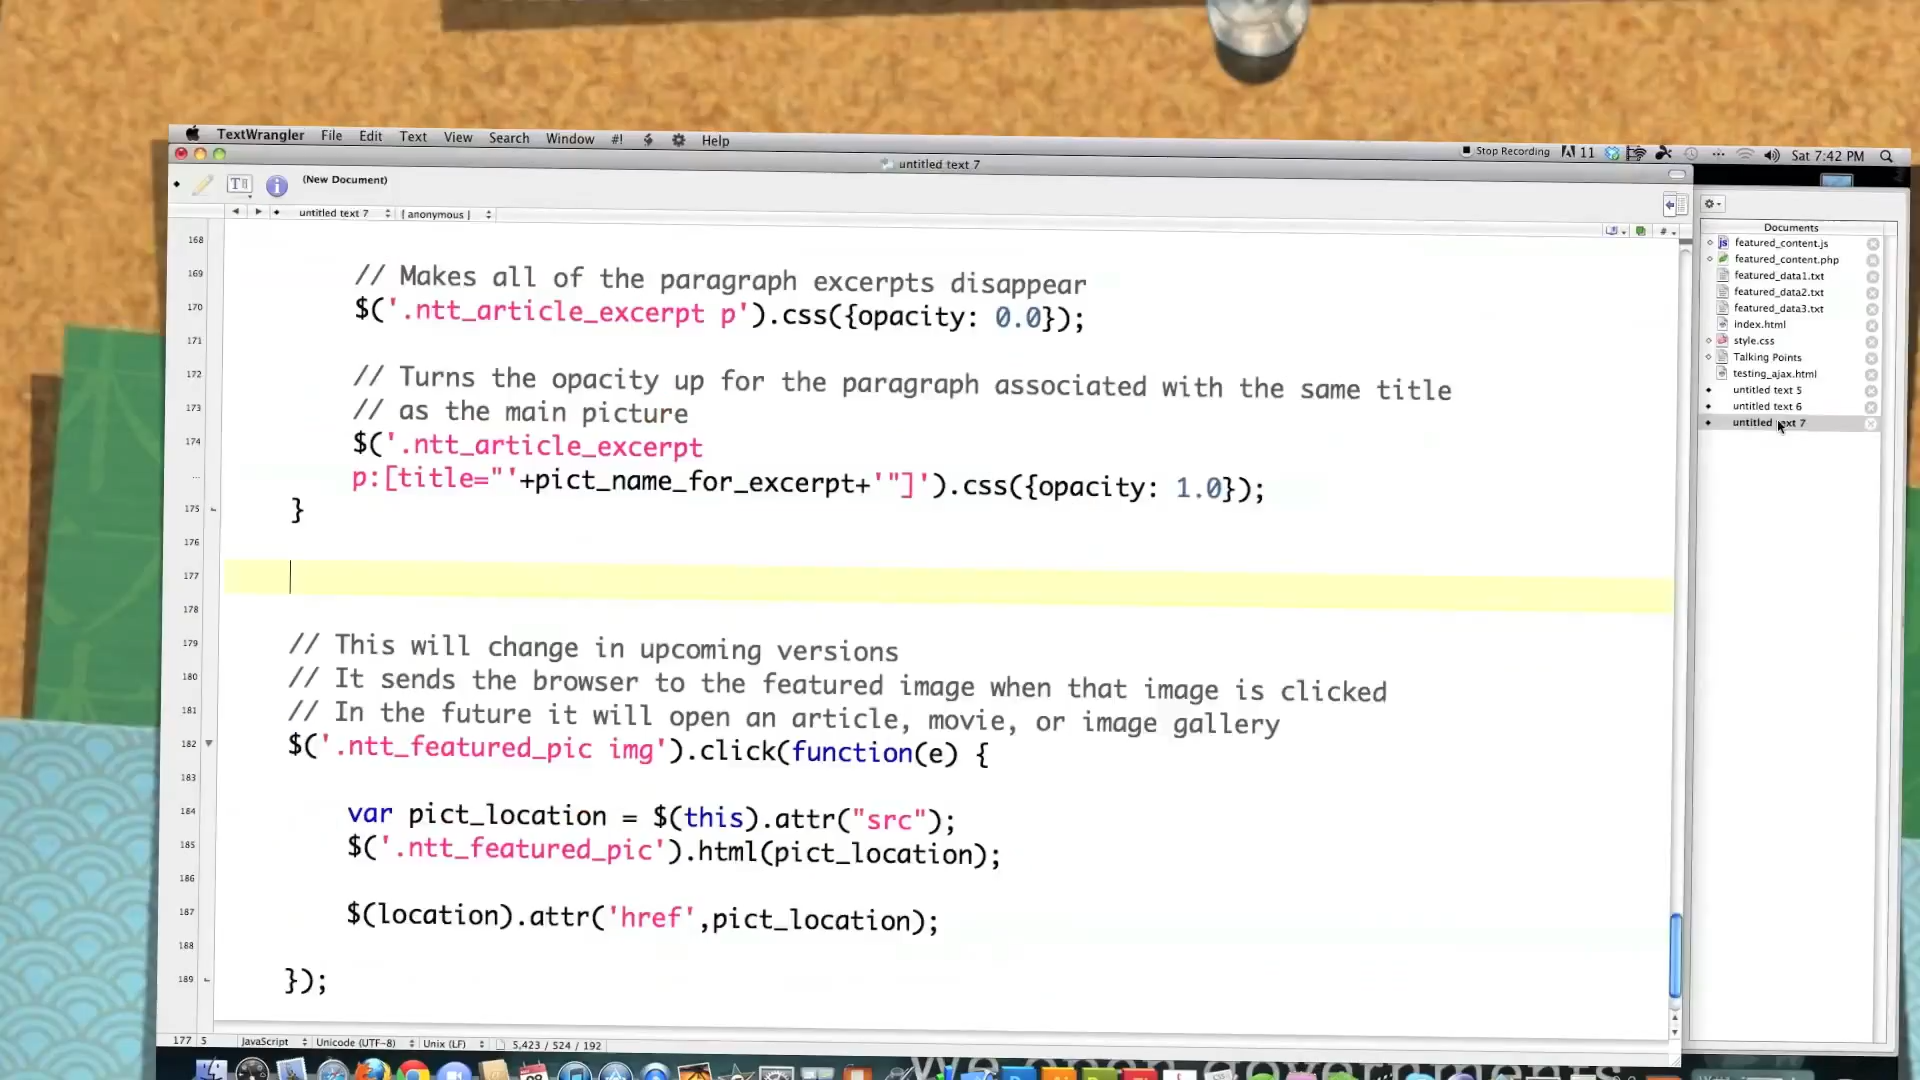 TextWrangler File Edit Text View Search Window #! Help
Stop Recording 11 Sat 7:42 PM
untitled text 7
(New Document)
untitled text 7 [ anonymous ]
168
169 // Makes all of the paragraph excerpts disappear
170 $('.ntt_article_excerpt p').css({opacity: 0.0});
171
172 // Turns the opacity up for the paragraph associated with the same title
173 // as the main picture
174 $('.ntt_article_excerpt
... p:[title="'+pict_name_for_excerpt+'"]').css({opacity: 1.0});
175 }
176
177
178
179 // This will change in upcoming versions
180 // It sends the browser to the featured image when that image is clicked
181 // In the future it will open an article, movie, or image gallery
182 $('.ntt_featured_pic img').click(function(e) {
183
184 var pict_location = $(this).attr("src");
185 $('.ntt_featured_pic').html(pict_location);
186
187 $(location).attr('href',pict_location);
188
189 });
177 5 JavaScript Unicode (UTF-8) Unix (LF) 5,423 / 524 / 192
Documents
featured_content.js
featured_content.php
featured_data1.txt
featured_data2.txt
featured_data3.txt
index.html
style.css
Talking Points
testing_ajax.html
untitled text 5
untitled text 6
untitled text 7